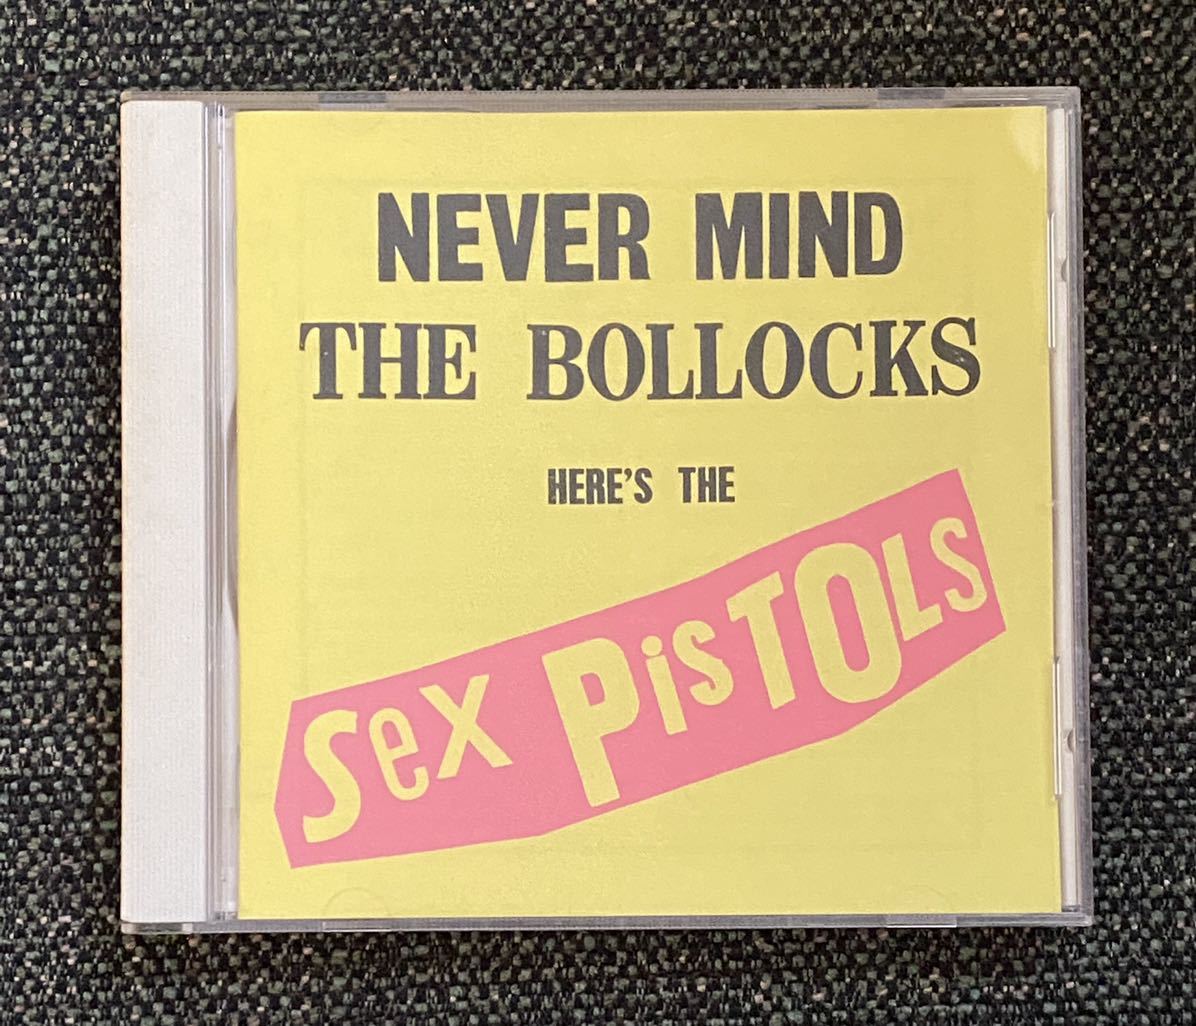 NEVER MIND
THE BOLLOCKS
HERE'S THE
Sex PiSTOLS